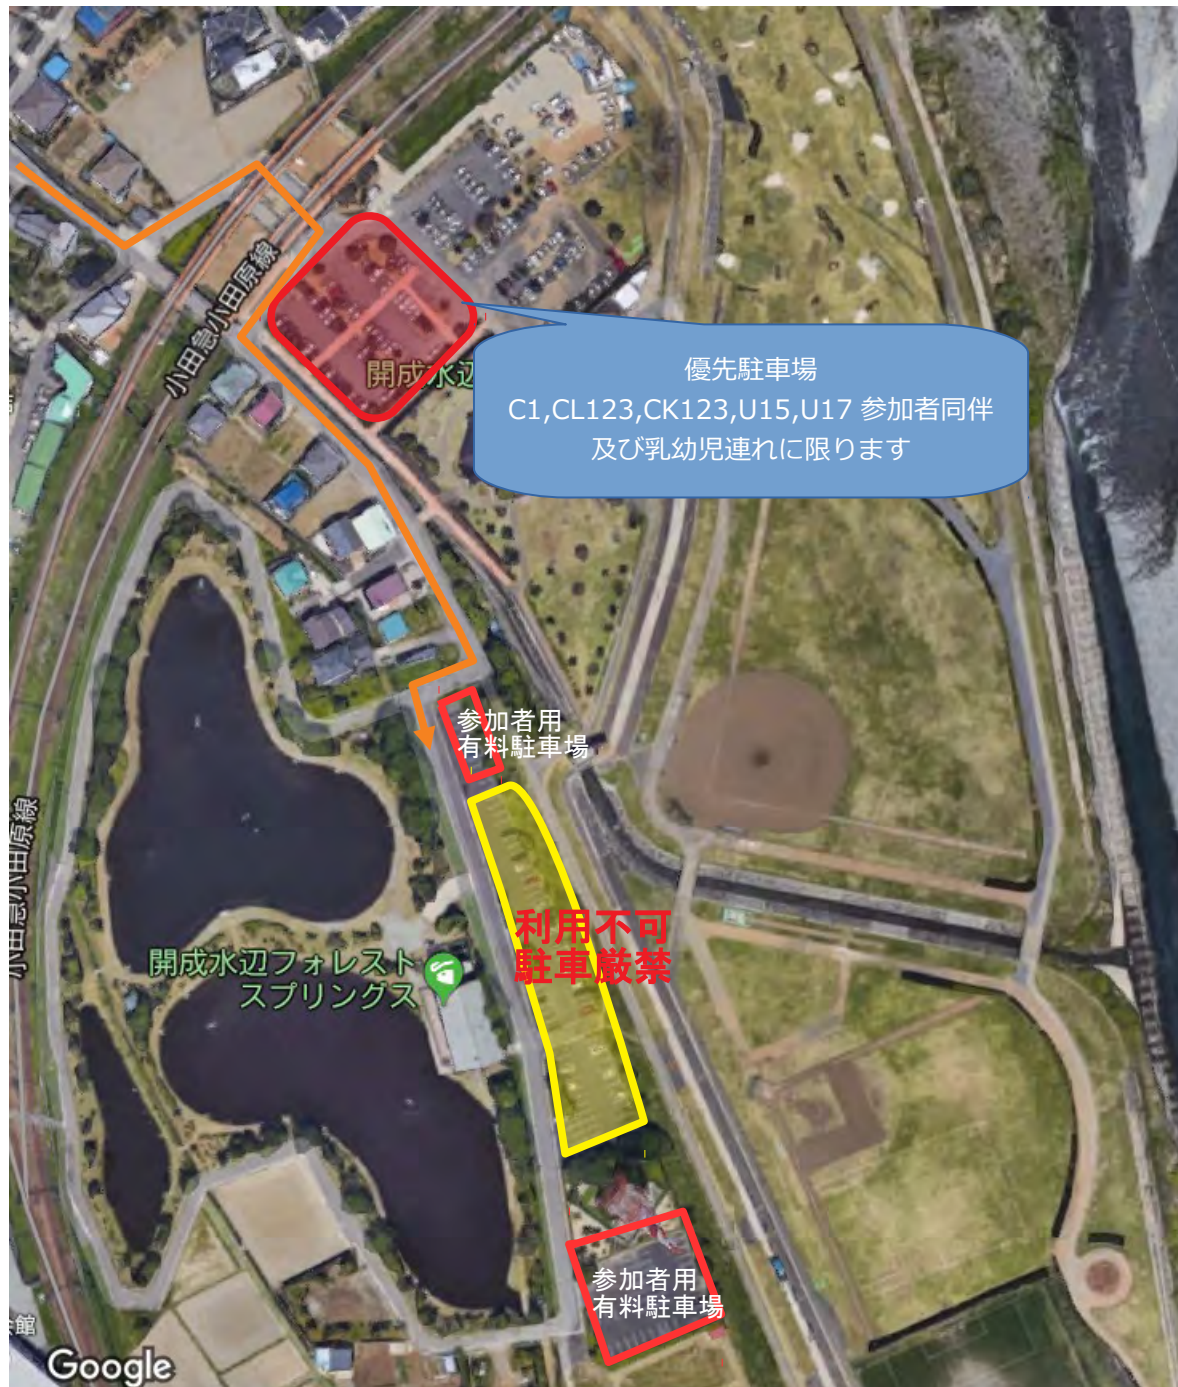 小田急小田原線
開成水辺
優先駐車場
C1,CL123,CK123,U15,U17 参加者同伴
及び乳幼児連れに限ります
参加者用
有料駐車場
小田急小田原線
利用不可
駐車厳禁
開成水辺フォレスト
スプリングス
参加者用
有料駐車場
館
Google